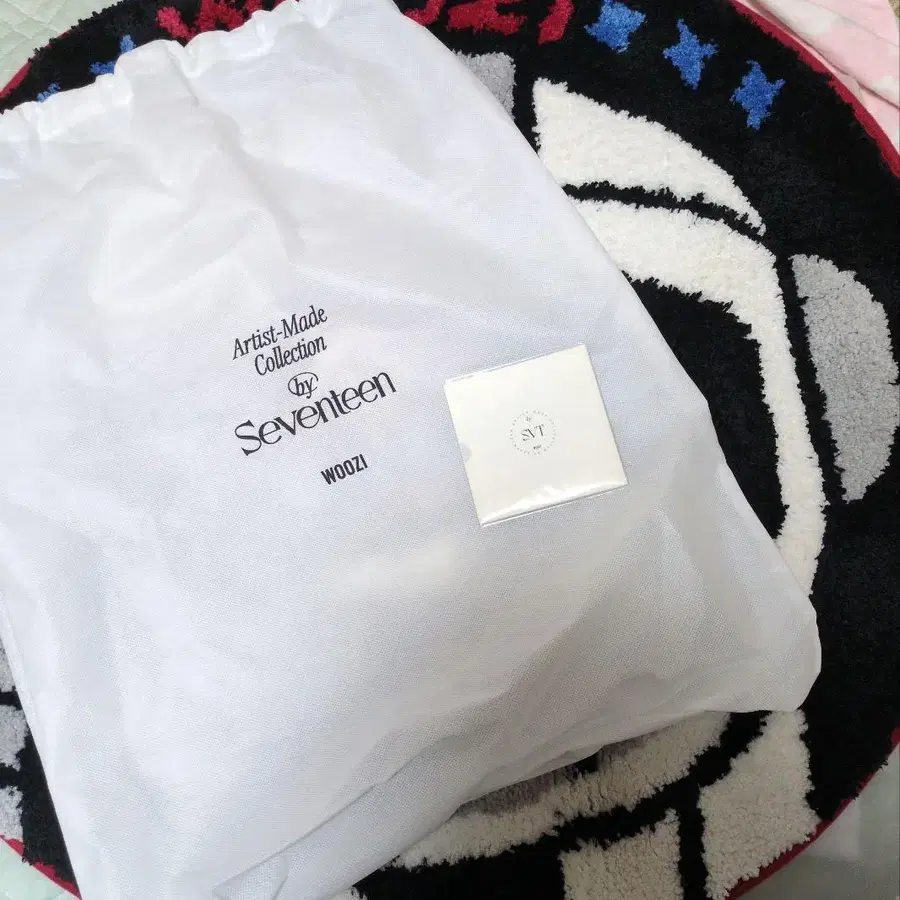 Artist-Made
Collection
by
Seventeen
WOOZI
SVT